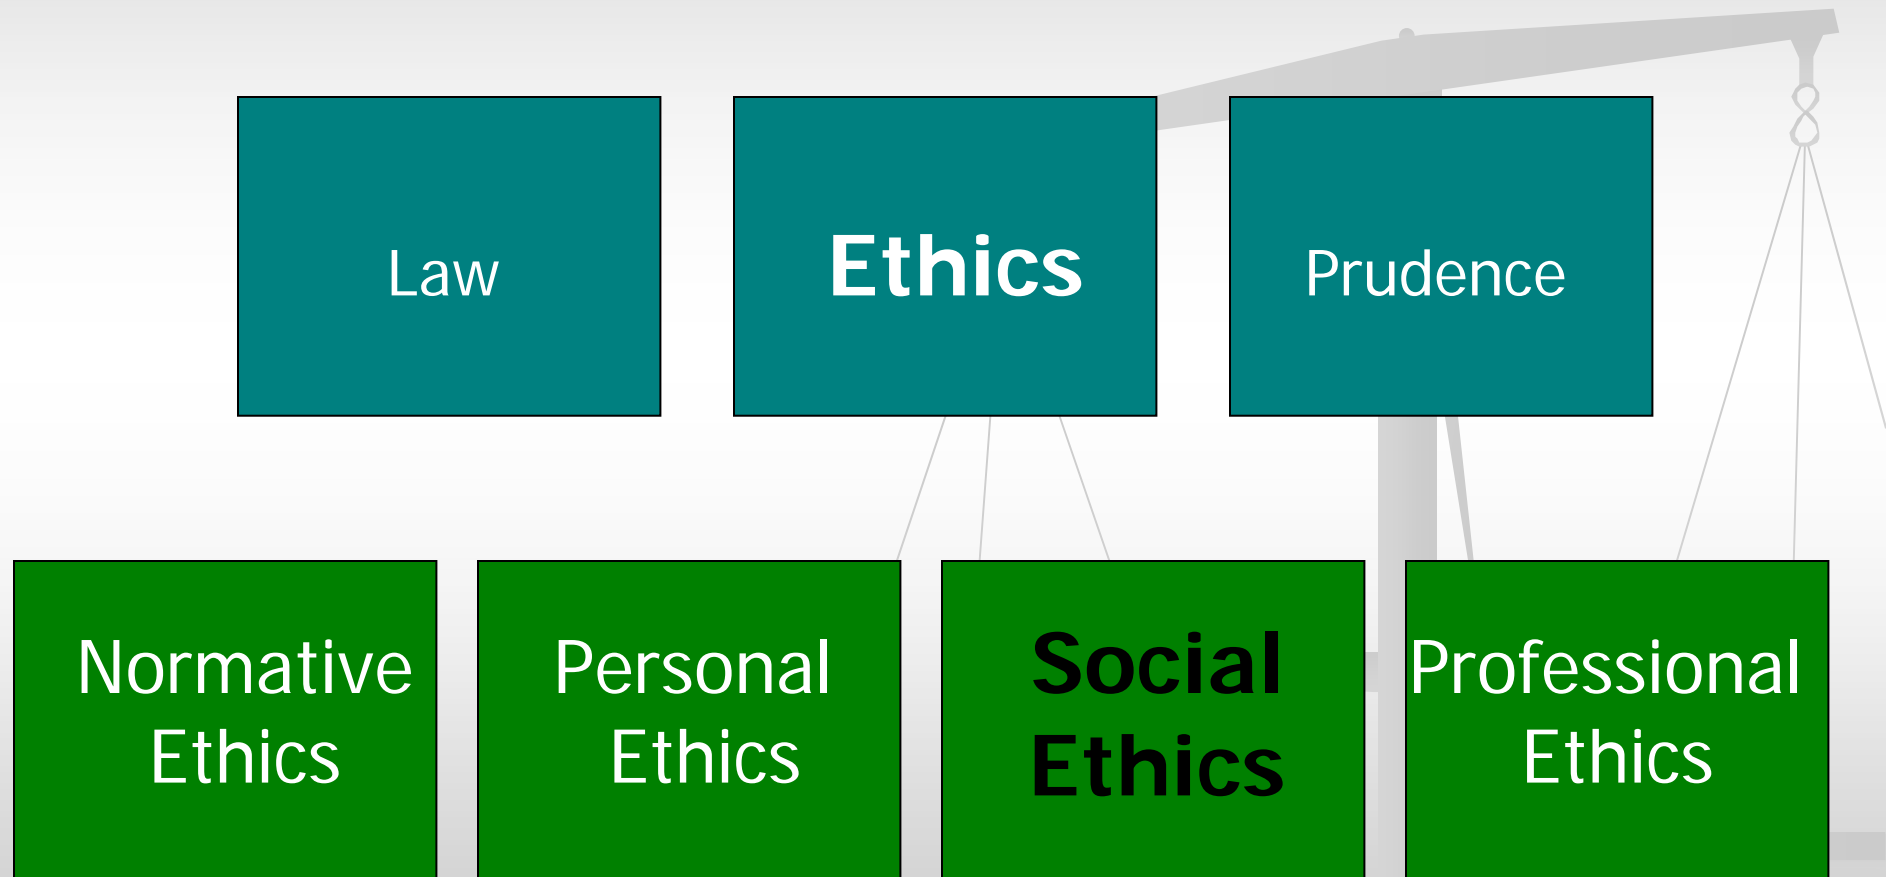 Law
Ethics
Prudence
Normative
Ethics
Personal
Ethics
Social
Ethics
Professional
Ethics